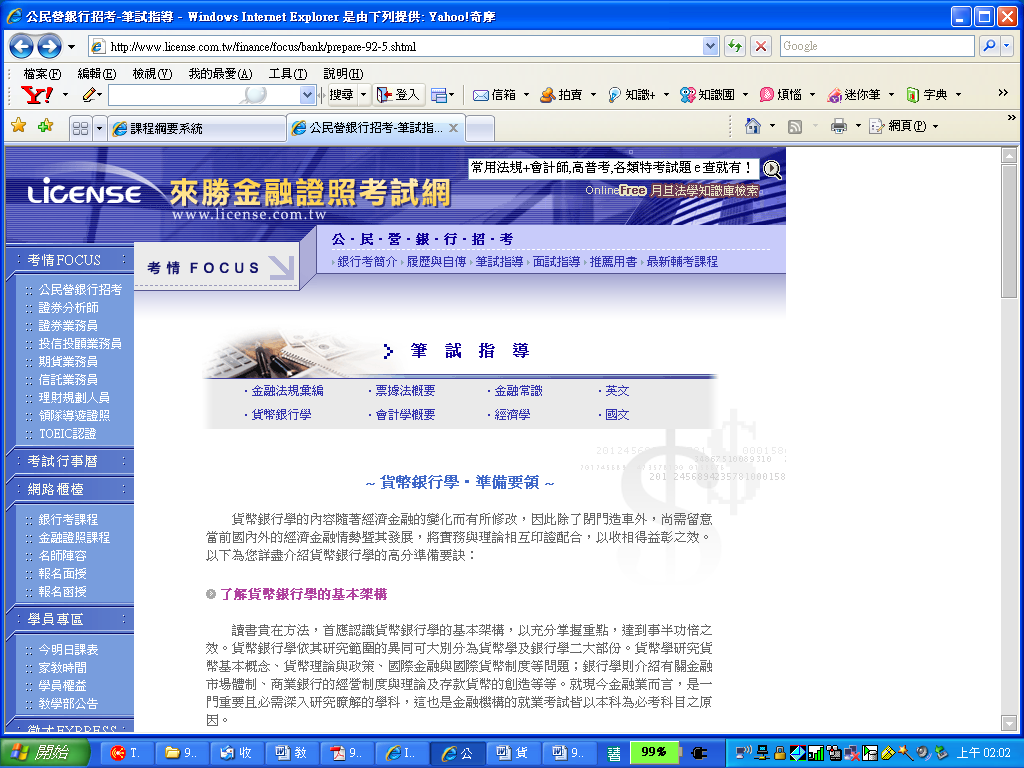 公民營銀行招考-筆試指導 - Windows Internet Explorer 是由下列提供: Yahoo!奇摩
http://www.license.com.tw/finance/focus/bank/prepare-92-5.shtml
Google
檔案(F) 編輯(E) 檢視(V) 我的最愛(A) 工具(T) 說明(H)
Y! 搜尋 登入 信箱 拍賣 知識+ 知識團 煩惱 迷你筆 字典
課程綱要系統 公民營銀行招考-筆試指... 網頁(P)
常用法規+會計師,高普考,各類特考試題 e 查就有！
LICENSE 來勝金融證照考試網
www.license.com.tw
OnlineFree 月旦法學知識庫檢索
公‧民‧營‧銀‧行‧招‧考
銀行考簡介 履歷與自傳 筆試指導 面試指導 推薦用書 最新輔考課程
考情 FOCUS
: 考情FOCUS :
:: 公民營銀行招考
:: 證券分析師
:: 證券業務員
:: 投信投顧業務員
:: 期貨業務員
:: 信託業務員
:: 理財規劃人員
:: 領隊導遊證照
:: TOEIC認證
: 考試行事曆 :
: 網路櫃檯 :
:: 銀行考課程
:: 金融證照課程
:: 名師陣容
:: 報名面授
:: 報名函授
: 學員專區 :
:: 今明日課表
:: 家教時間
:: 學員權益
:: 教學部公告
: 徵才EXPRESS :
筆 試 指 導
‧金融法規彙編 ‧票據法概要 ‧金融常識 ‧英文
‧貨幣銀行學 ‧會計學概要 ‧經濟學 ‧國文
~ 貨幣銀行學‧準備要領 ~
貨幣銀行學的內容隨著經濟金融的變化而有所修改，因此除了閉門造車外，尚需留意
當前國內外的經濟金融情勢暨其發展，將實務與理論相互印證配合，以收相得益彰之效。
以下為您詳盡介紹貨幣銀行學的高分準備要訣：
了解貨幣銀行學的基本架構
讀書貴在方法，首應認識貨幣銀行學的基本架構，以充分掌握重點，達到事半功倍之
效。貨幣銀行學依其研究範圍的異同可大別分為貨幣學及銀行學二大部份。貨幣學研究貨
幣基本概念、貨幣理論與政策、國際金融與國際貨幣制度等問題；銀行學則介紹有關金融
市場體制、商業銀行的經營制度與理論及存款貨幣的創造等等。就現今金融業而言，是一
門重要且必需深入研究瞭解的學科，這也是金融機構的就業考試皆以本科為必考科目之原
因。
開始 T. 9.. 收 教 9.. I.. 公 貨 9.. 99% 上午 02:02